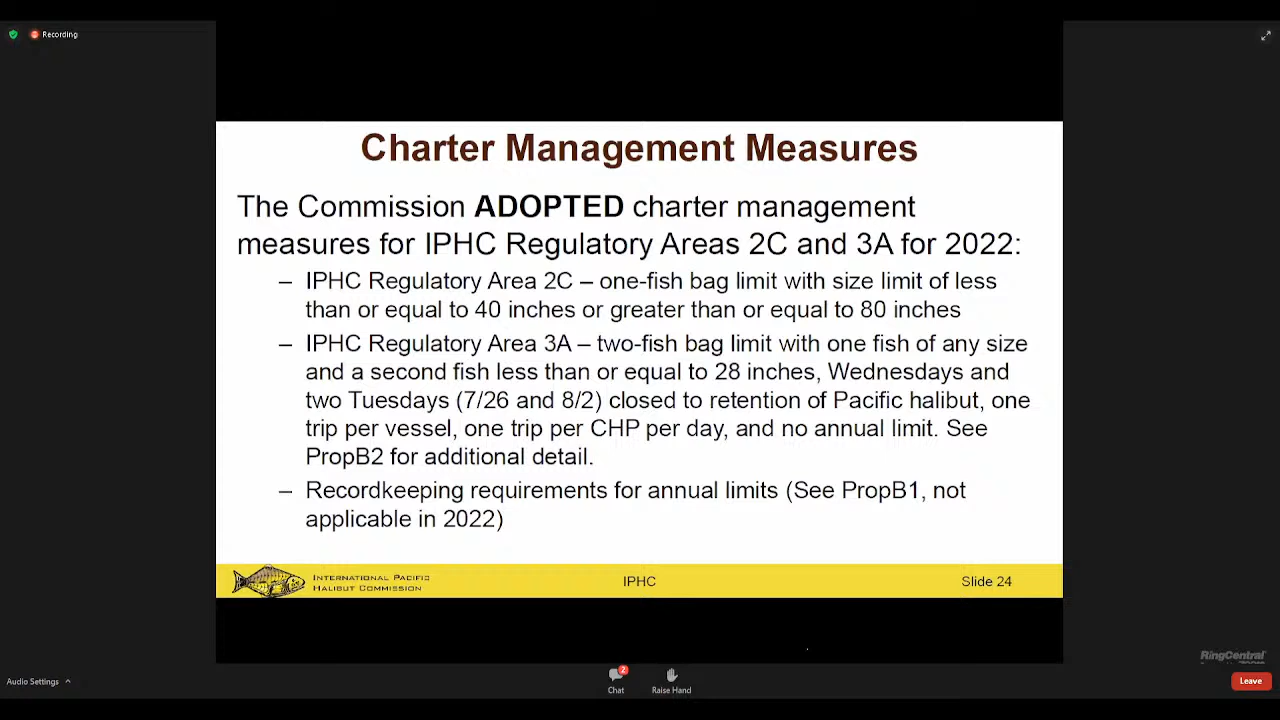 Recording
Charter Management Measures
The Commission ADOPTED charter management
measures for IPHC Regulatory Areas 2C and 3A for 2022:
– IPHC Regulatory Area 2C – one-fish bag limit with size limit of less
than or equal to 40 inches or greater than or equal to 80 inches
– IPHC Regulatory Area 3A – two-fish bag limit with one fish of any size
and a second fish less than or equal to 28 inches, Wednesdays and
two Tuesdays (7/26 and 8/2) closed to retention of Pacific halibut, one
trip per vessel, one trip per CHP per day, and no annual limit. See
PropB2 for additional detail.
– Recordkeeping requirements for annual limits (See PropB1, not
applicable in 2022)
INTERNATIONAL PACIFIC
HALIBUT COMMISSION
IPHC
Slide 24
RingCentral
Audio Settings
2
Chat
Raise Hand
Leave